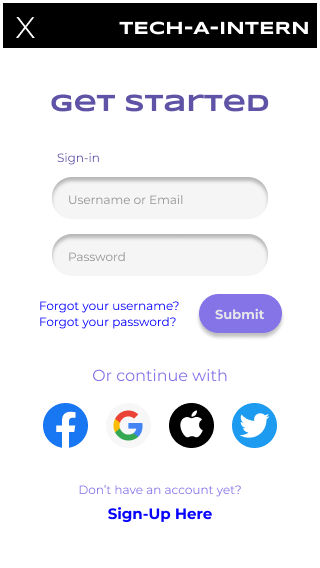 X
TECH-A-INTERN
Get Started
Sign-in
Username or Email
Password
Forgot your username?
Forgot your password?
Submit
Or continue with
Don't have an account yet?
Sign-Up Here